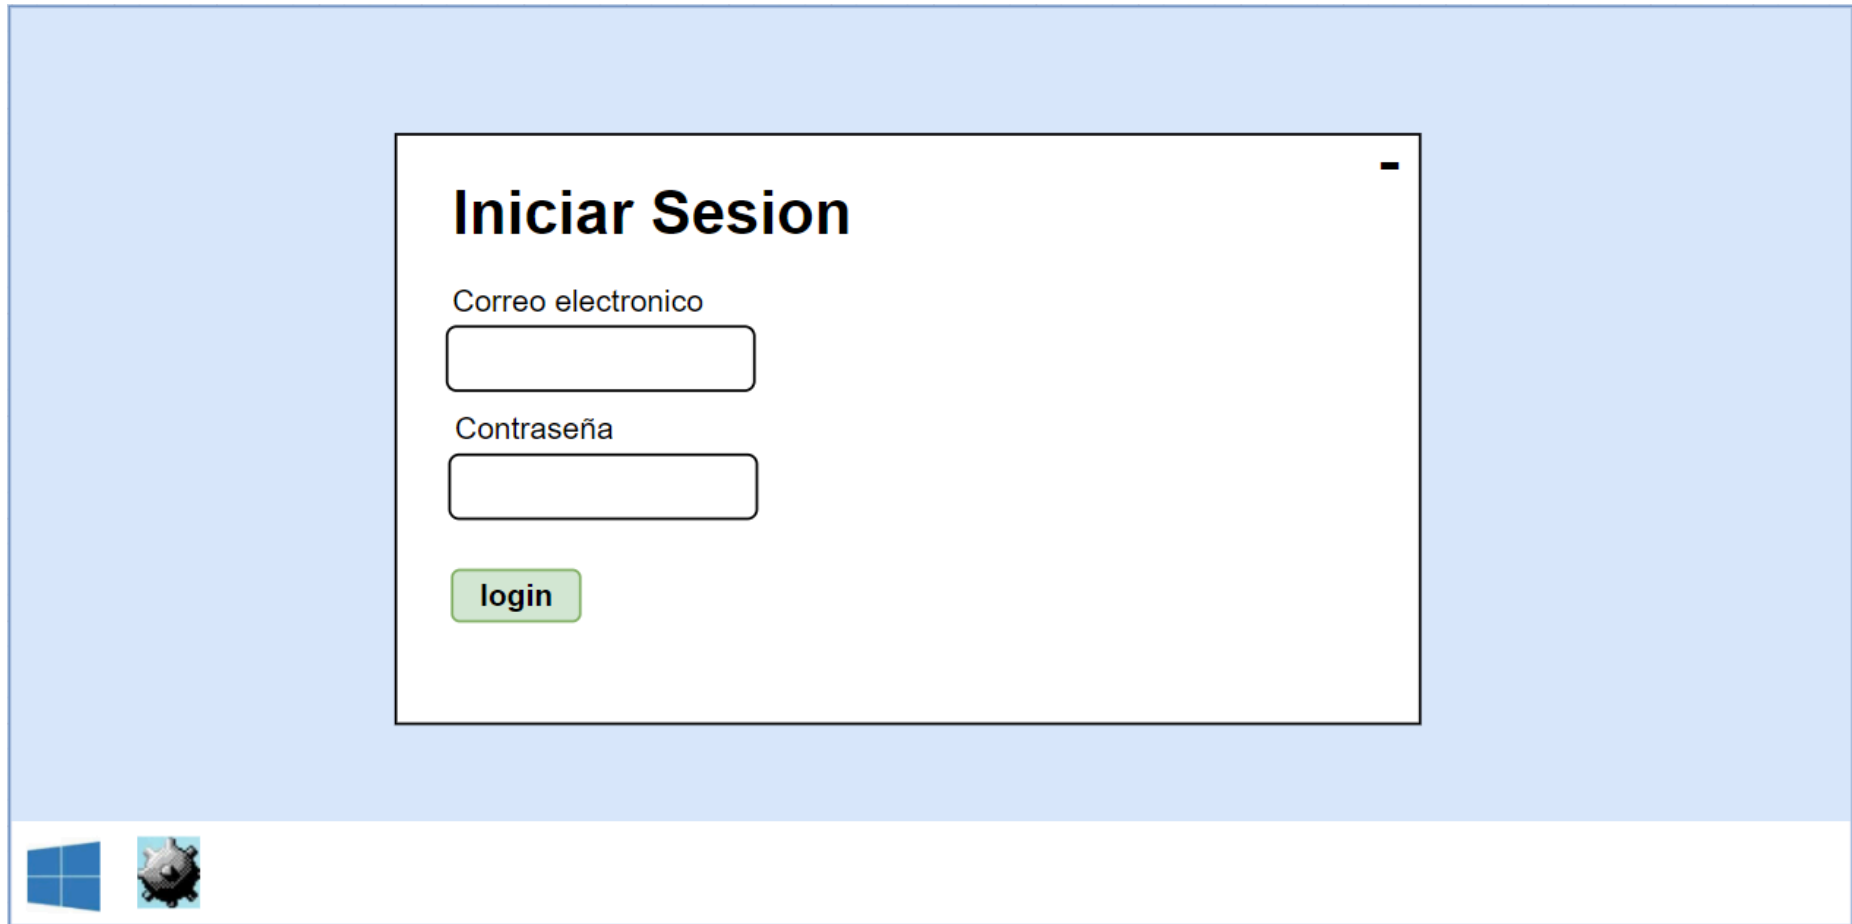 -
Iniciar Sesion
Correo electronico
Contraseña
login